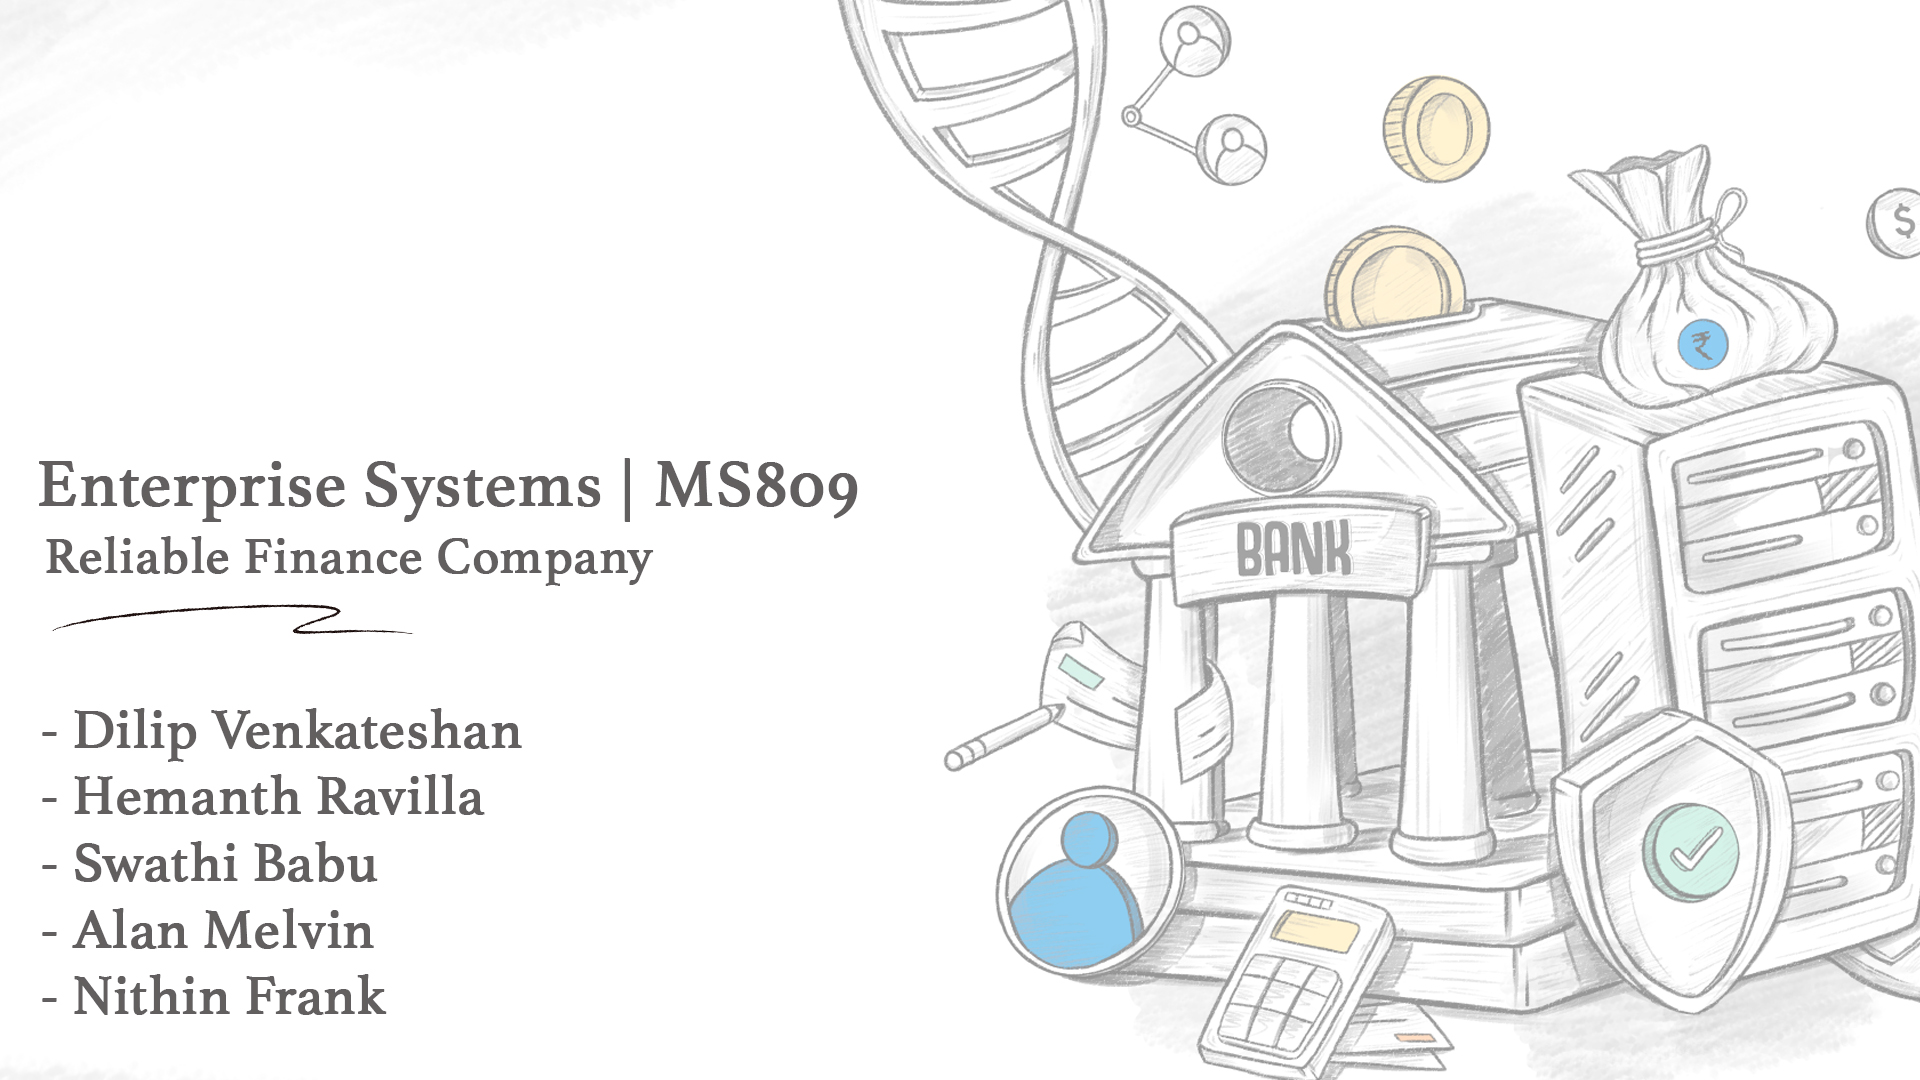 Enterprise Systems | MS809
Reliable Finance Company
- Dilip Venkateshan
- Hemanth Ravilla
- Swathi Babu
- Alan Melvin
- Nithin Frank
$
₹
BANK